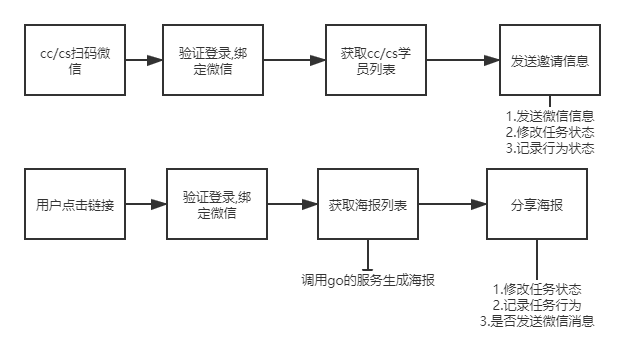 cc/cs扫码微
信
验证登录,绑
定微信
获取cc/cs学
员列表
发送邀请信息
1.发送微信信息
2.修改任务状态
3.记录行为状态
用户点击链接
验证登录,绑
定微信
获取海报列表
分享海报
调用go的服务生成海报
1.修改任务状态
2.记录任务行为
3.是否发送微信消息